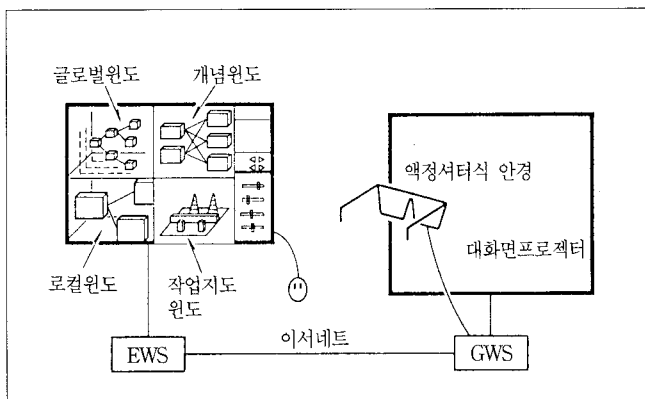 글로벌윈도
개념윈도
액정셔터식 안경
대화면프로젝터
로컬윈도
작업지도
윈도
이서네트
EWS
GWS